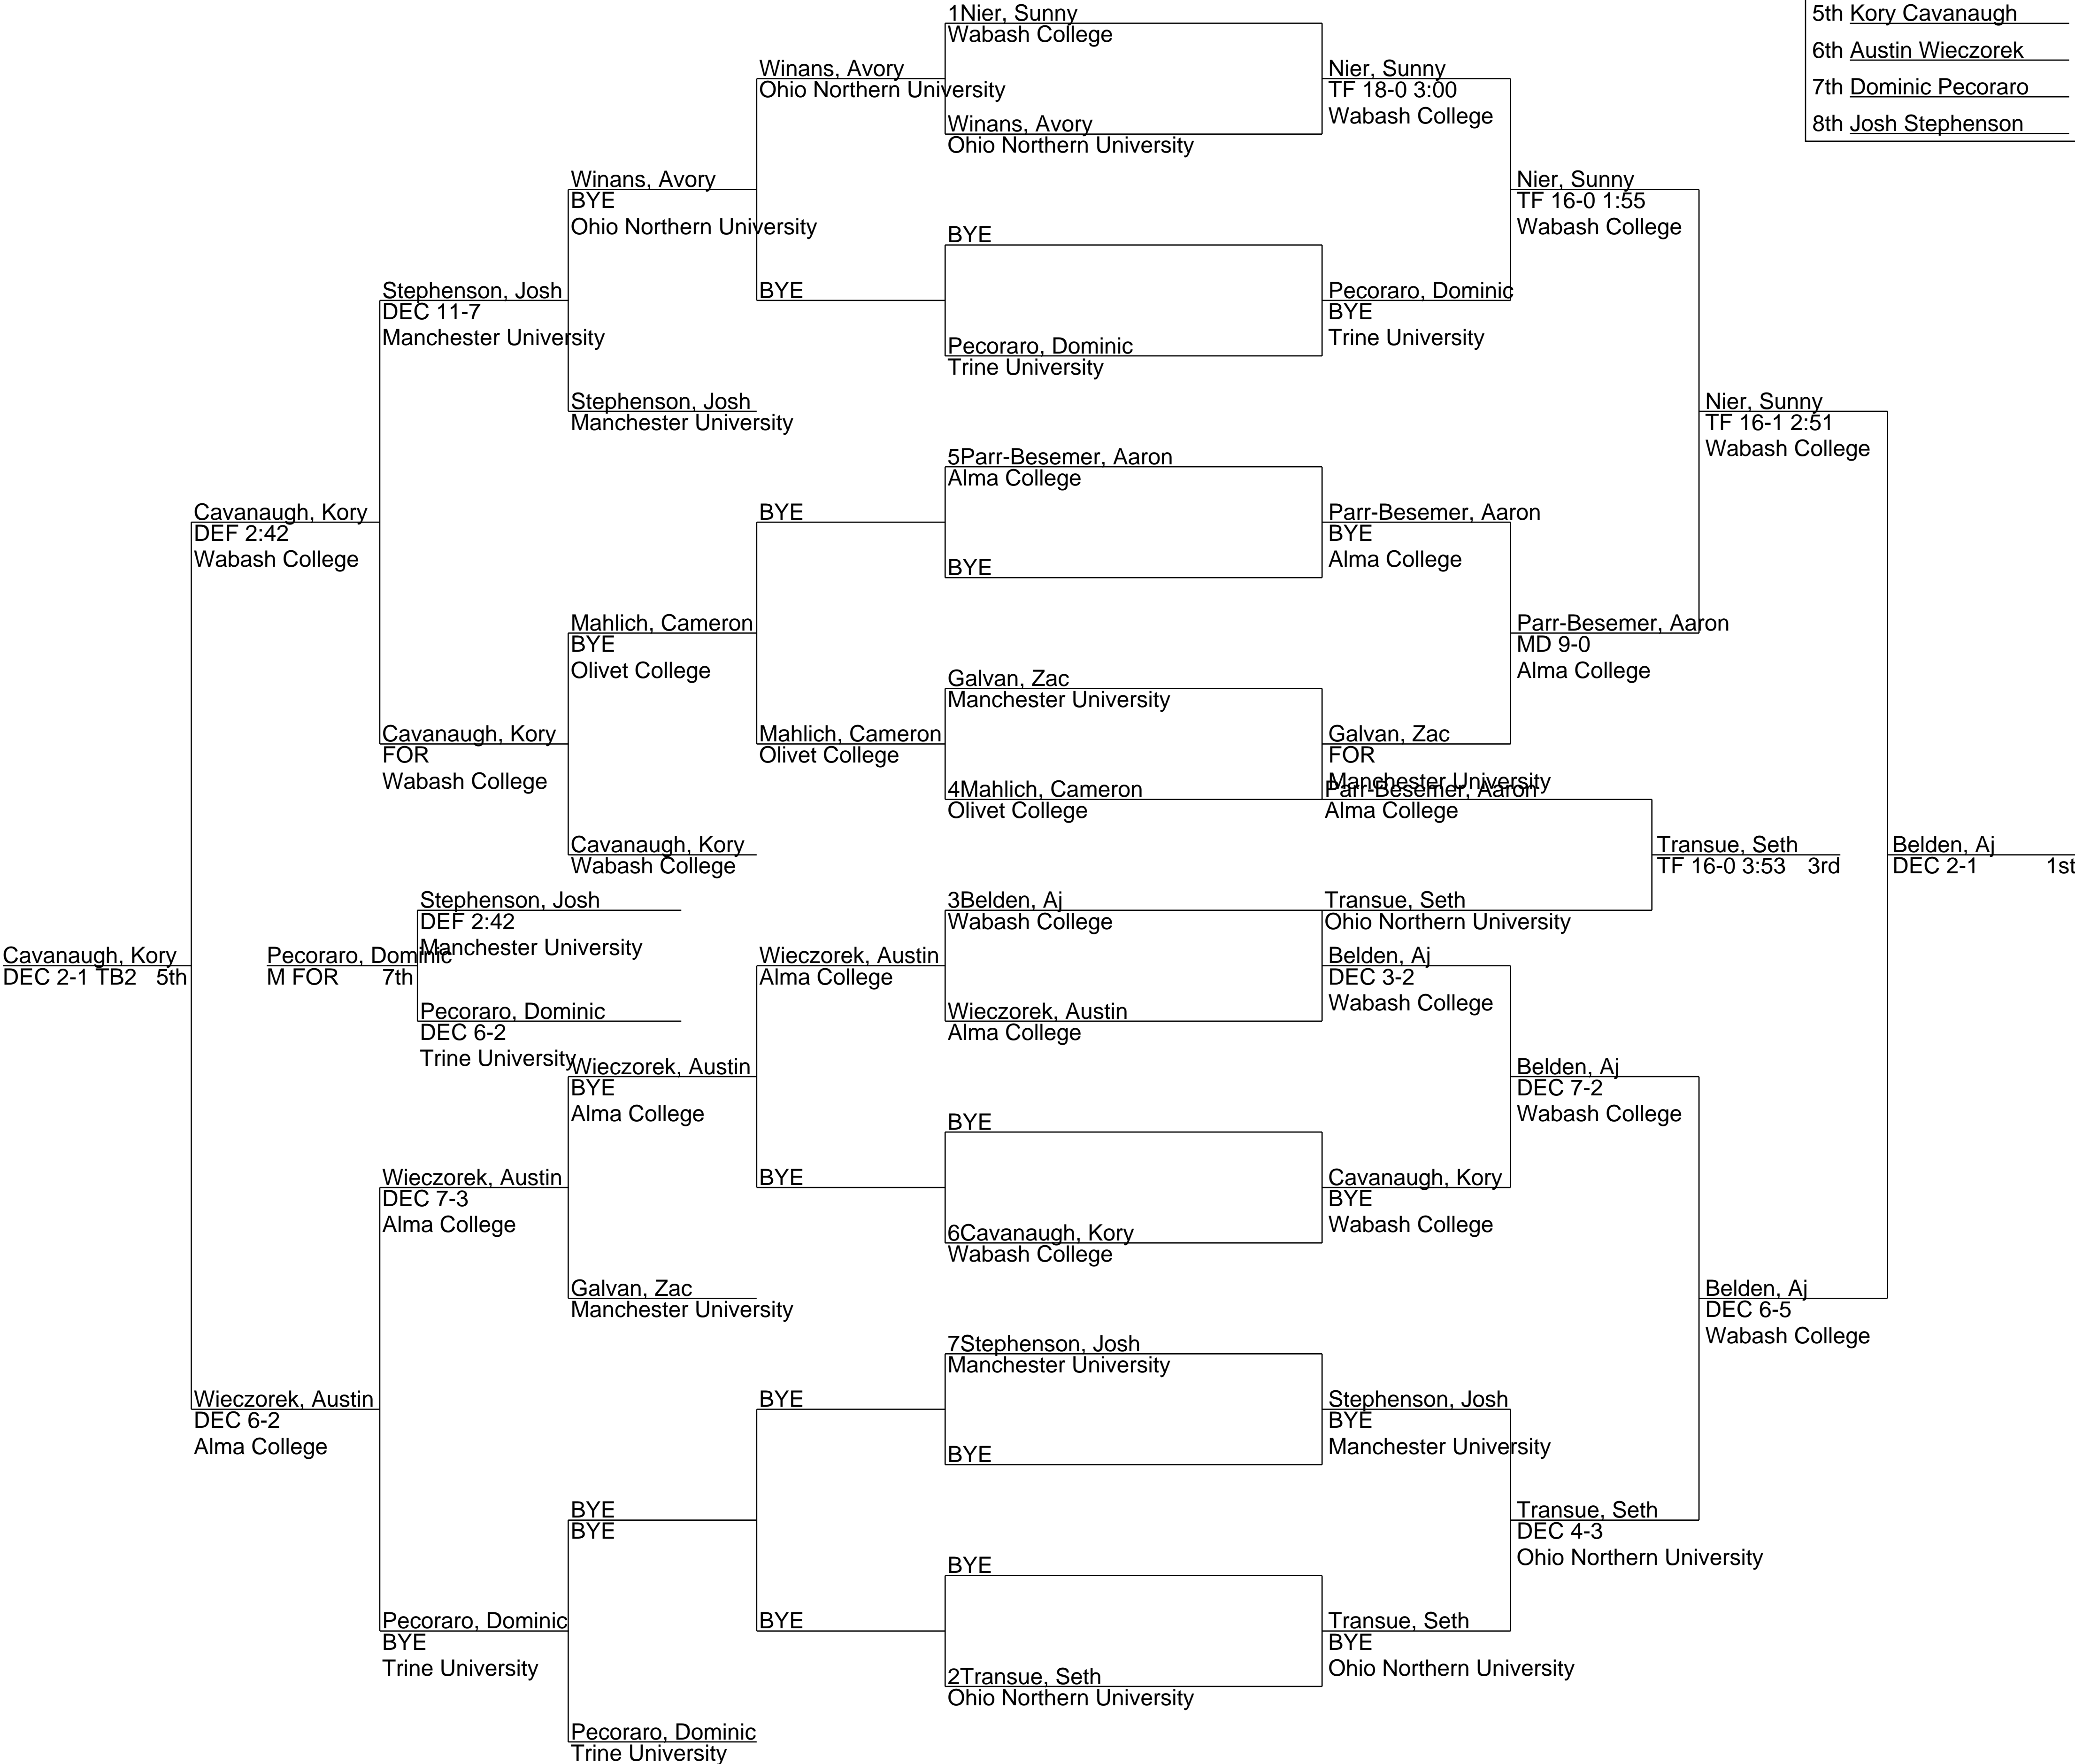 1Nier, Sunny
Wabash College
Winans, Avory
Ohio Northern University
Winans, Avory
Ohio Northern University
Nier, Sunny
TF 18-0 3:00
Wabash College
5th Kory Cavanaugh
6th Austin Wieczorek
7th Dominic Pecoraro
8th Josh Stephenson
Winans, Avory
BYE
Ohio Northern University
Nier, Sunny
TF 16-0 1:55
Wabash College
BYE
BYE
Pecoraro, Dominic
Trine University
Pecoraro, Dominic
BYE
Trine University
Stephenson, Josh
DEC 11-7
Manchester University
Stephenson, Josh
Manchester University
Nier, Sunny
TF 16-1 2:51
Wabash College
5Parr-Besemer, Aaron
Alma College
BYE
BYE
Parr-Besemer, Aaron
BYE
Alma College
Cavanaugh, Kory
DEF 2:42
Wabash College
Mahlich, Cameron
BYE
Olivet College
Parr-Besemer, Aaron
MD 9-0
Alma College
Galvan, Zac
Manchester University
Cavanaugh, Kory
FOR
Wabash College
Mahlich, Cameron
Olivet College
4Mahlich, Cameron
Olivet College
Galvan, Zac
FOR
Manchester University
Parr-Besemer, Aaron
Alma College
Cavanaugh, Kory
Wabash College
Transue, Seth
TF 16-0 3:53 3rd
Belden, Aj
DEC 2-1 1st
Stephenson, Josh
DEF 2:42
Manchester University
3Belden, Aj
Wabash College
Transue, Seth
Ohio Northern University
Cavanaugh, Kory
DEC 2-1 TB2 5th
Pecoraro, Dominic
M FOR 7th
Wieczorek, Austin
Alma College
Belden, Aj
DEC 3-2
Wabash College
Pecoraro, Dominic
DEC 6-2
Trine University
Wieczorek, Austin
Alma College
Wieczorek, Austin
BYE
Alma College
Belden, Aj
DEC 7-2
Wabash College
BYE
Wieczorek, Austin
DEC 7-3
Alma College
BYE
Cavanaugh, Kory
BYE
Wabash College
6Cavanaugh, Kory
Wabash College
Galvan, Zac
Manchester University
Belden, Aj
DEC 6-5
Wabash College
7Stephenson, Josh
Manchester University
Wieczorek, Austin
DEC 6-2
Alma College
BYE
BYE
Stephenson, Josh
BYE
Manchester University
BYE
BYE
Transue, Seth
DEC 4-3
Ohio Northern University
BYE
Pecoraro, Dominic
BYE
Trine University
BYE
Transue, Seth
BYE
Ohio Northern University
2Transue, Seth
Ohio Northern University
Pecoraro, Dominic
Trine University